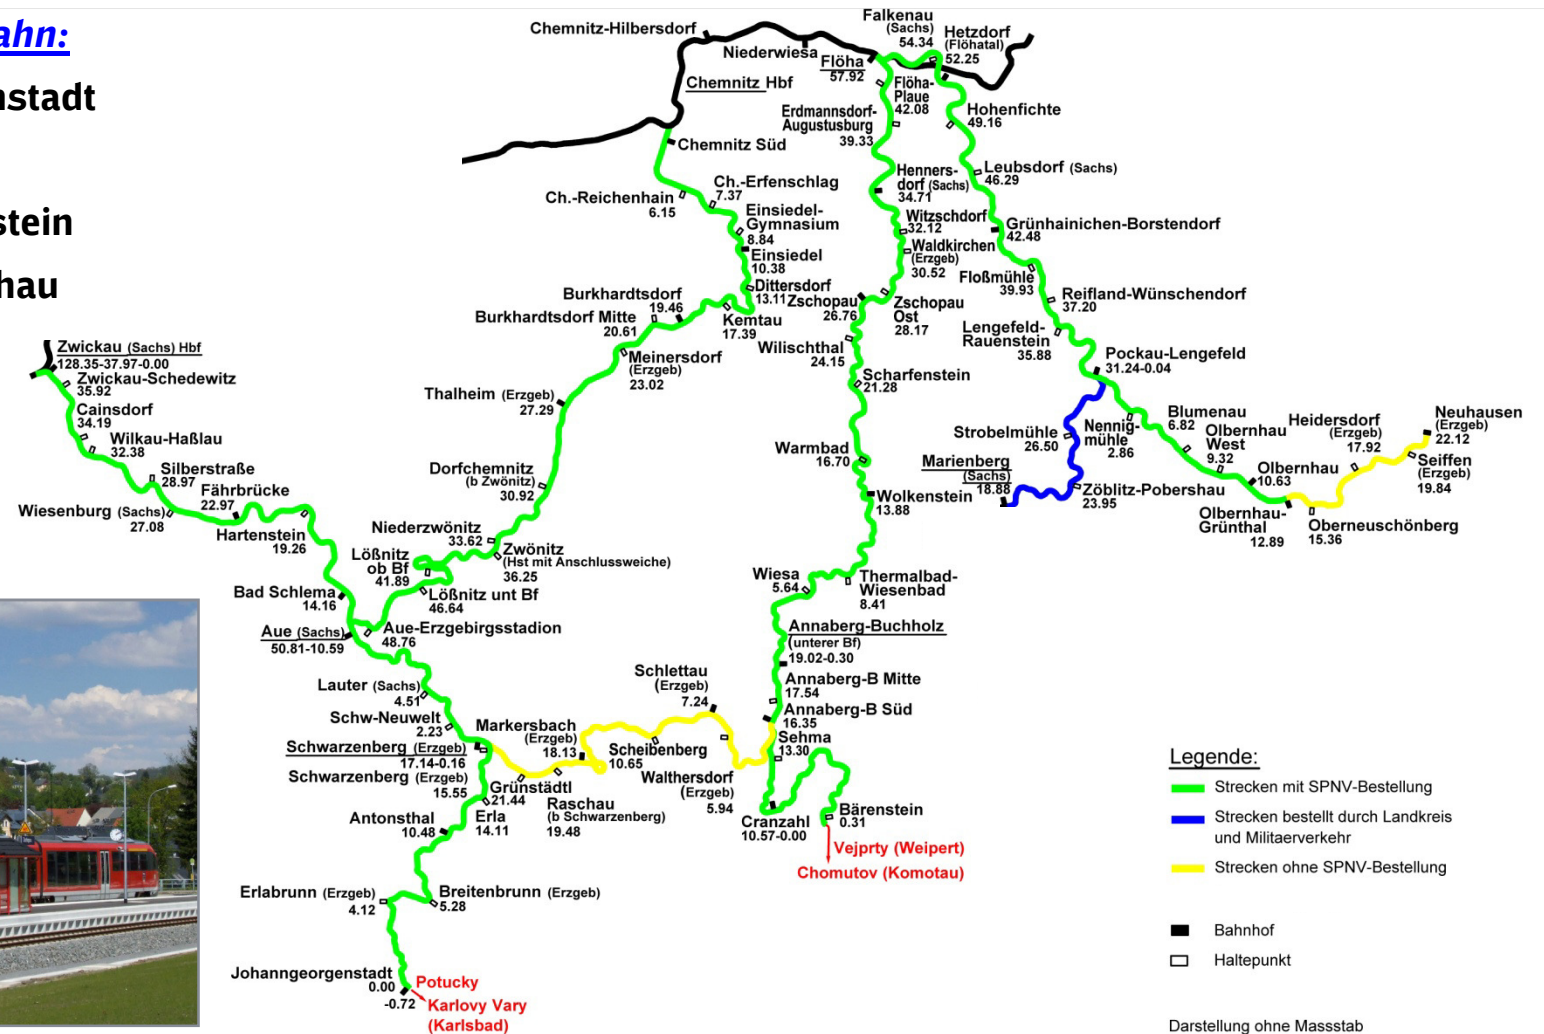 ahn:
nstadt
stein
hau
Chemnitz-Hilbersdorf
Niederwiesa
Falkenau
(Sachs)
54.34
Hetzdorf
(Flöhatal)
52.25
Flöha
57.92
Chemnitz Hbf
Flöha-
Plaue
42.08
Erdmannsdorf-
Augustusburg
39.33
Hohenfichte
49.16
Chemnitz Süd
Leubsdorf (Sachs)
46.29
Ch.-Reichenhain
6.15
Ch.-Erfenschlag
7.37
Henners-
dorf (Sachs)
34.71
Einsiedel-
Gymnasium
8.84
Witzschdorf
32.12
Grünhainichen-Borstendorf
42.48
Einsiedel
10.38
Waldkirchen
(Erzgeb)
30.52
Floßmühle
39.93
Dittersdorf
13.11
Zschopau
26.76
Zschopau
Ost
28.17
Reifland-Wünschendorf
37.20
Burkhardtsdorf
19.46
Burkhardtsdorf Mitte
20.61
Kemtau
17.39
Lengefeld-
Rauenstein
35.88
Wilischthal
24.15
Pockau-Lengefeld
31.24-0.04
Meinersdorf
(Erzgeb)
23.02
Zwickau (Sachs) Hbf
128.35-37.97-0.00
Zwickau-Schedewitz
35.92
Scharfenstein
21.28
Thalheim (Erzgeb)
27.29
Cainsdorf
34.19
Wilkau-Haßlau
32.38
Strobelmühle
26.50
Nennig-
mühle
2.86
Blumenau
6.82
Olbernhau
West
9.32
Heidersdorf
(Erzgeb)
17.92
Neuhausen
(Erzgeb)
22.12
Warmbad
16.70
Marienberg
(Sachs)
18.88
Seiffen
(Erzgeb)
19.84
Silberstraße
28.97
Dorfchemnitz
(b Zwönitz)
30.92
Olbernhau
10.63
Fährbrücke
22.97
Zöblitz-Pobershau
23.95
Wolkenstein
13.88
Wiesenburg (Sachs)
27.08
Olbernhau-
Grünthal
12.89
Oberneuschönberg
15.36
Hartenstein
19.26
Niederzwönitz
33.62
Zwönitz
(Hst mit Anschlussweiche)
36.25
Lößnitz
ob Bf
41.89
Wiesa
5.64
Thermalbad-
Wiesenbad
8.41
Bad Schlema
14.16
Lößnitz unt Bf
46.64
Aue (Sachs)
50.81-10.59
Aue-Erzgebirgsstadion
48.76
Annaberg-Buchholz
(unterer Bf)
19.02-0.30
Schlettau
(Erzgeb)
7.24
Annaberg-B Mitte
17.54
Lauter (Sachs)
4.51
Annaberg-B Süd
16.35
Schw-Neuwelt
2.23
Markersbach
(Erzgeb)
18.13
Sehma
13.30
Schwarzenberg (Erzgeb)
17.14-0.16
Scheibenberg
10.65
Schwarzenberg (Erzgeb)
15.55
Grünstädtl
21.44
Walthersdorf
(Erzgeb)
5.94
Raschau
(b Schwarzenberg)
19.48
Erla
14.11
Antonsthal
10.48
Cranzahl
10.57-0.00
Bärenstein
0.31
Vejprty (Weipert)
Chomutov (Komotau)
Erlabrunn (Erzgeb)
4.12
Breitenbrunn (Erzgeb)
5.28
Johanngeorgenstadt
0.00
-0.72
Potucky
Karlovy Vary
(Karlsbad)
Legende:
Strecken mit SPNV-Bestellung
Strecken bestellt durch Landkreis
und Militaerverkehr
Strecken ohne SPNV-Bestellung
Bahnhof
Haltepunkt
Darstellung ohne Massstab